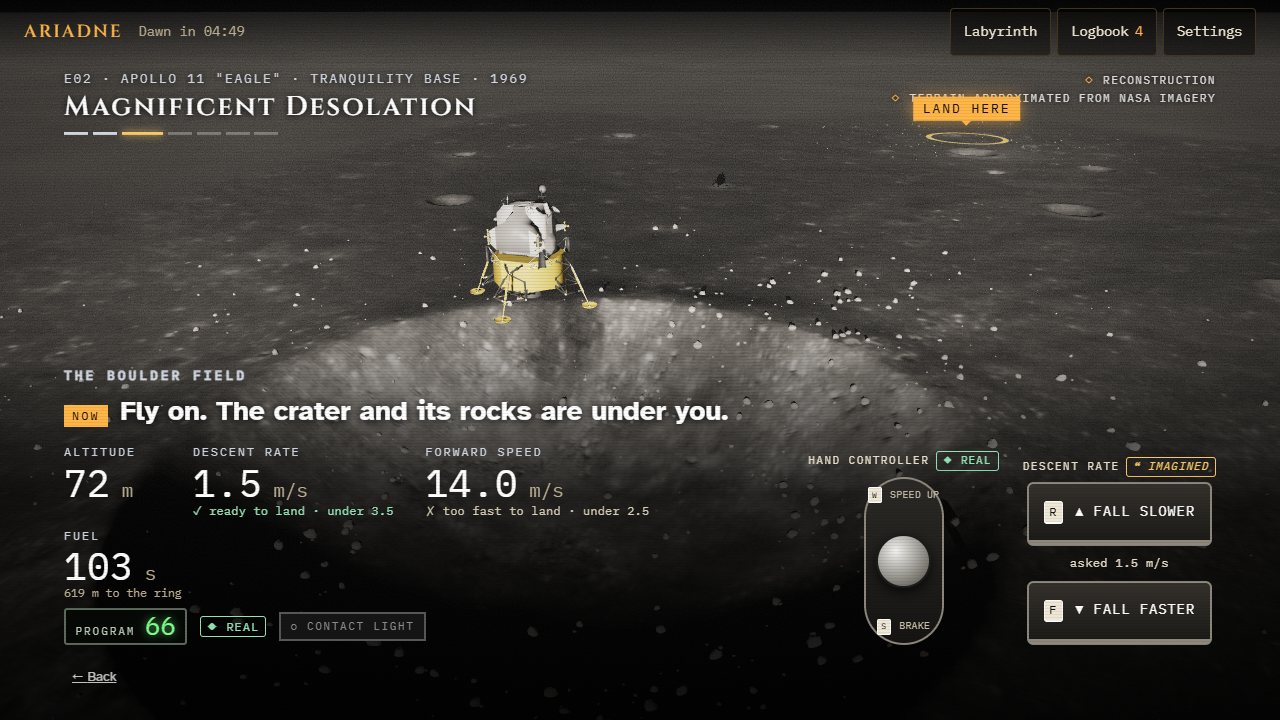 ARIADNE Dawn in 04:49 Labyrinth Logbook 4 Settings
E02 · APOLLO 11 "EAGLE" · TRANQUILITY BASE · 1969
◇ RECONSTRUCTION
MAGNIFICENT DESOLATION
◇ TERRAIN APPROXIMATED FROM NASA IMAGERY
LAND HERE
THE BOULDER FIELD
NOW Fly on. The crater and its rocks are under you.
ALTITUDE DESCENT RATE FORWARD SPEED
72 m 1.5 m/s 14.0 m/s
✓ ready to land · under 3.5 ✗ too fast to land · under 2.5
FUEL
103 s
619 m to the ring
PROGRAM 66 ◆ REAL ○ CONTACT LIGHT
← Back
HAND CONTROLLER ◆ REAL
W SPEED UP
S BRAKE
DESCENT RATE ❝ IMAGINED
R ▲ FALL SLOWER
asked 1.5 m/s
F ▼ FALL FASTER